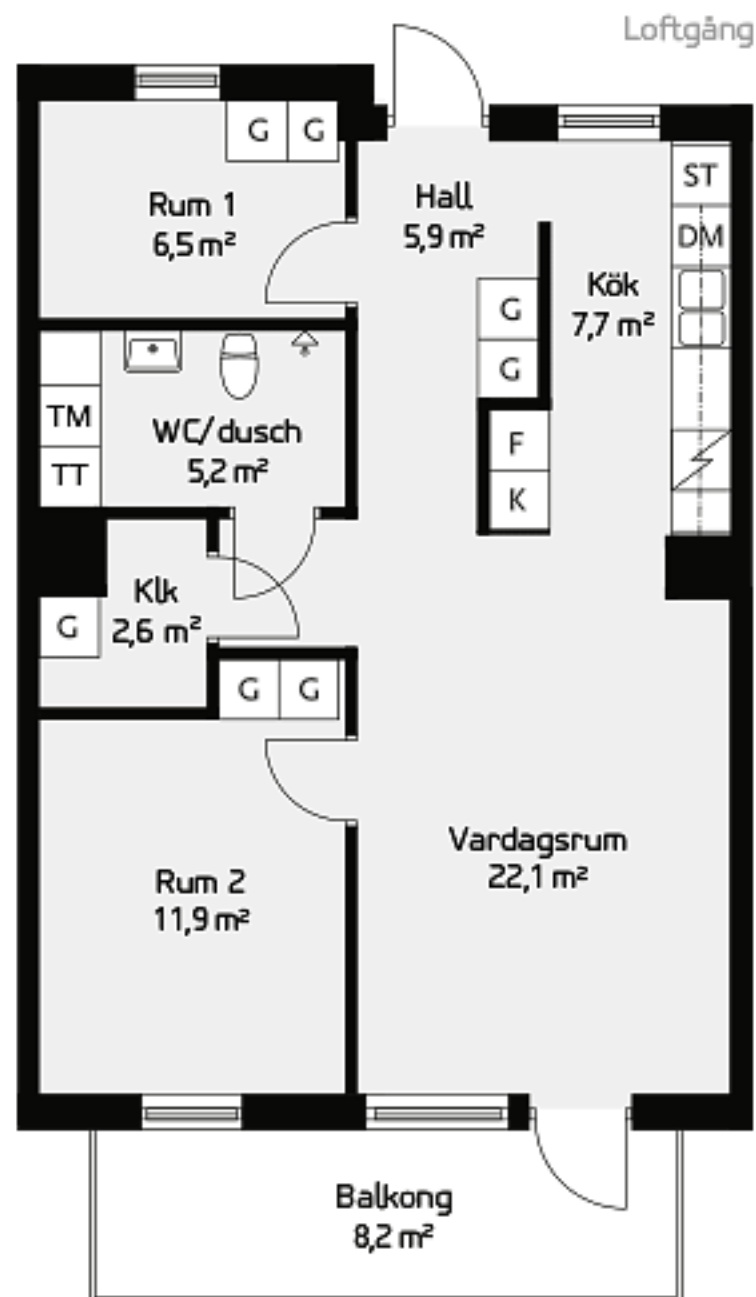 Loftgång
G G
ST
Rum 1
6,5 m²
Hall
5,9 m²
DM
Kök
7,7 m²
G
G
TM
TT
WC/dusch
5,2 m²
F
K
Klk
2,6 m²
G
G G
Vardagsrum
22,1 m²
Rum 2
11,9 m²
Balkong
8,2 m²